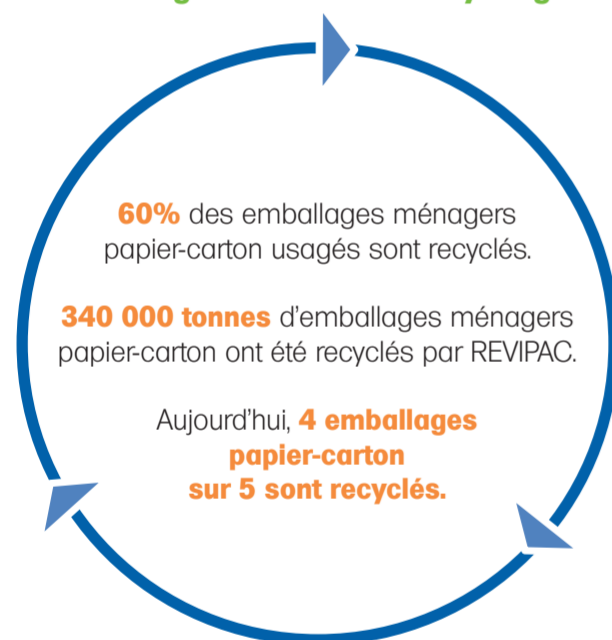 60% des emballages ménagers
papier-carton usagés sont recyclés.
340 000 tonnes d’emballages ménagers
papier-carton ont été recyclés par REVIPAC.
Aujourd’hui, 4 emballages
papier-carton
sur 5 sont recyclés.